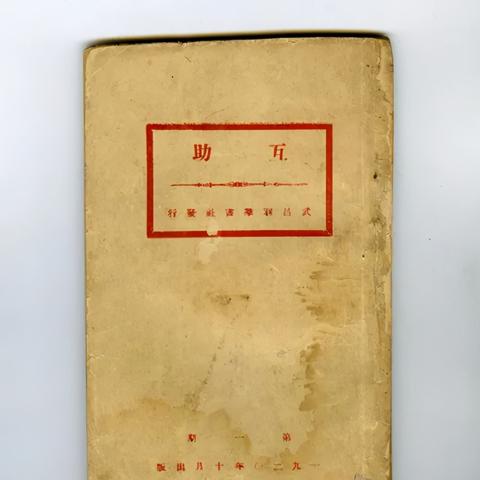 互助
武昌利羣書社發行
第一期
一九二〇年十月出版